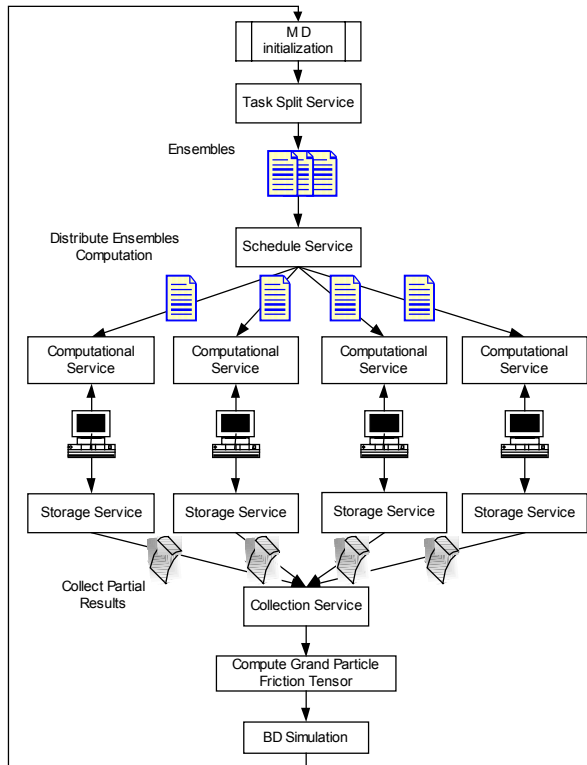 MD
initialization
Task Split Service
Ensembles
Distribute Ensembles
Computation
Schedule Service
Computational
Service
Computational
Service
Computational
Service
Computational
Service
Storage Service
Storage Service
Storage Service
Storage Service
Collect Partial
Results
Collection Service
Compute Grand Particle
Friction Tensor
BD Simulation